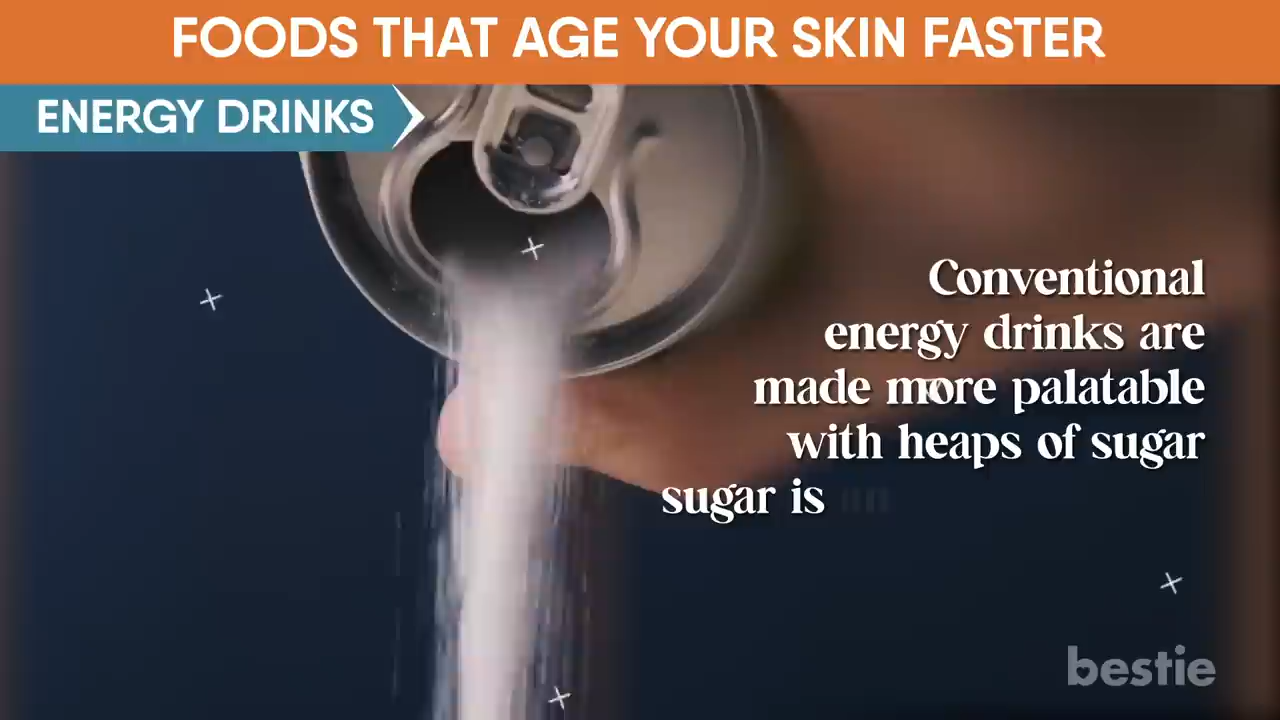 FOODS THAT AGE YOUR SKIN FASTER
ENERGY DRINKS
Conventional
energy drinks are
made more palatable
with heaps of sugar
sugar is
bestie